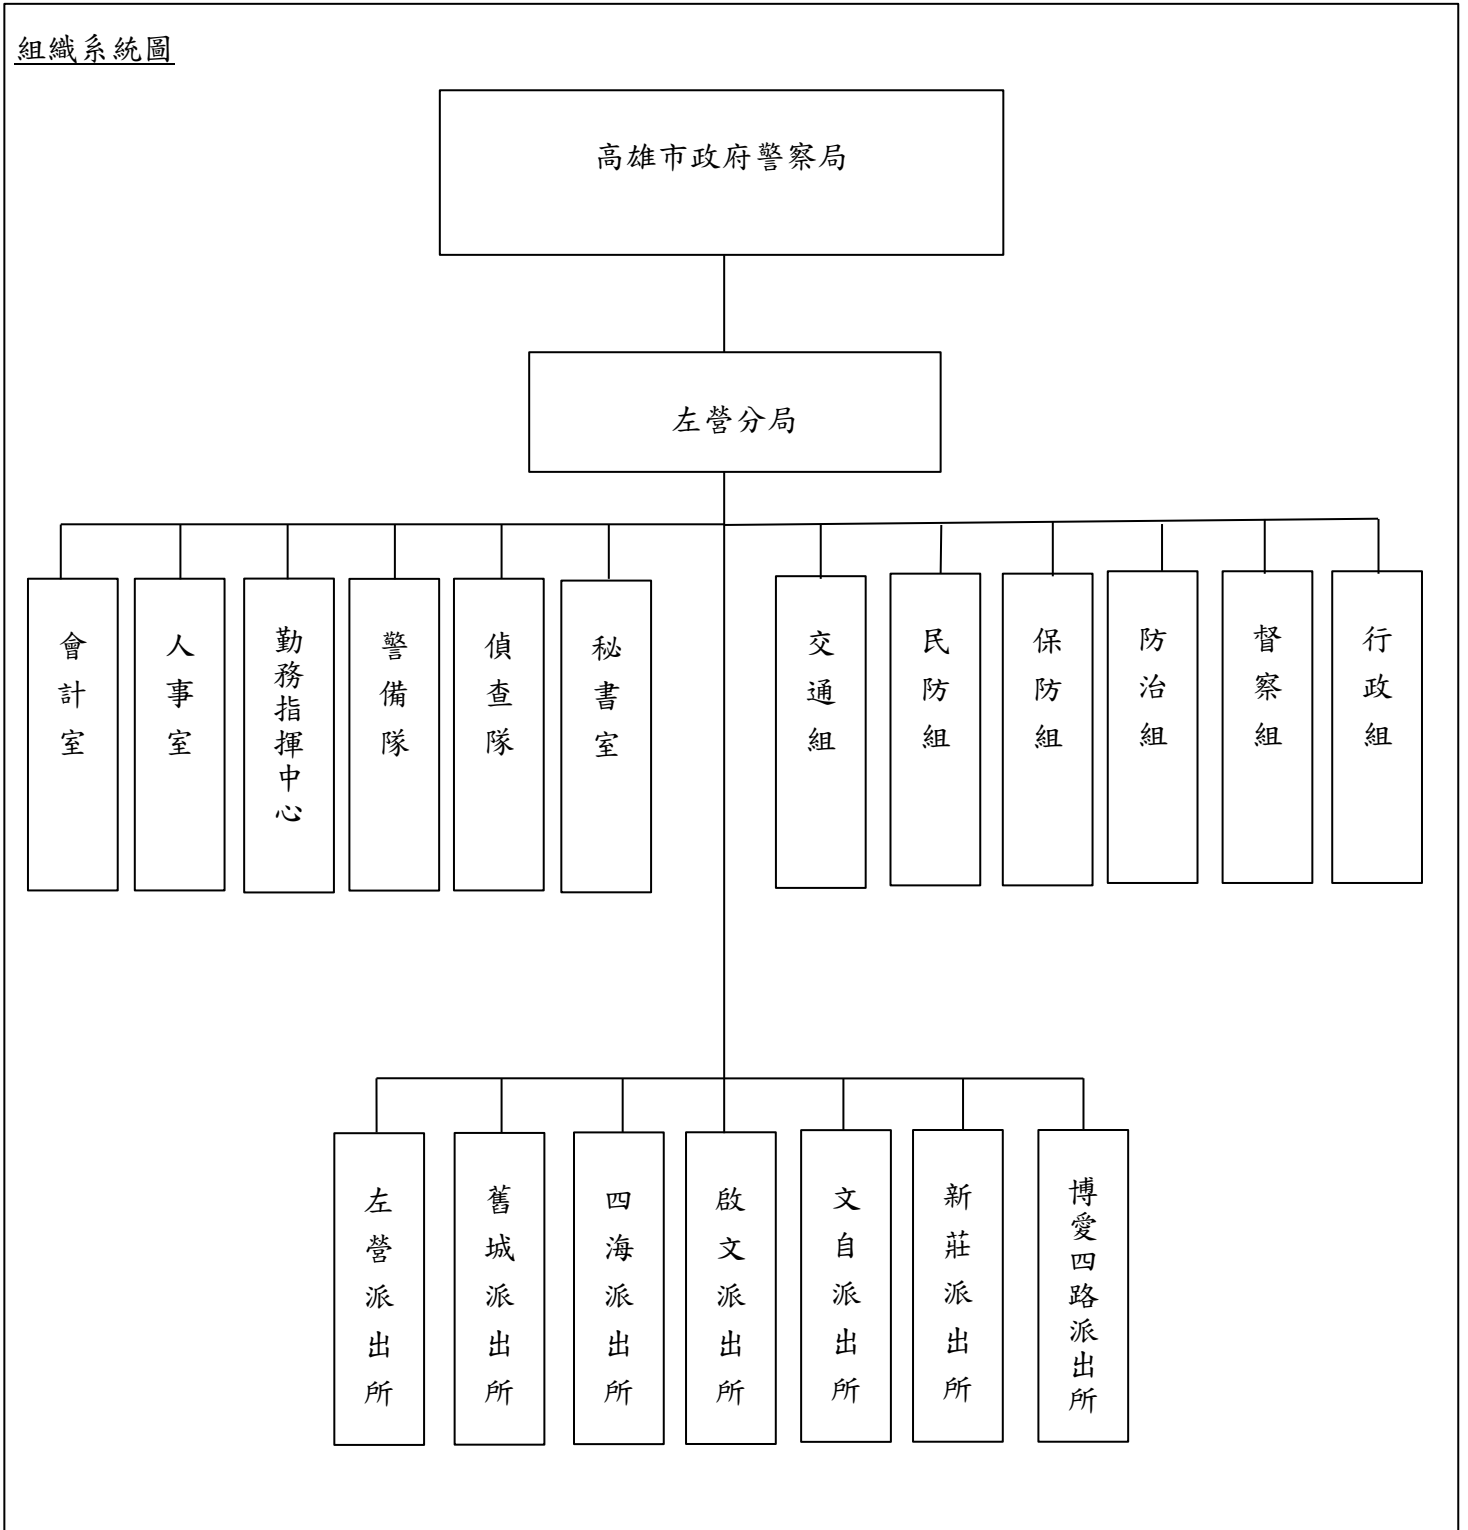 組織系統圖
高雄市政府警察局
左營分局
會計室
人事室
勤務指揮中心
警備隊
偵查隊
秘書室
交通組
民防組
保防組
防治組
督察組
行政組
左營派出所
舊城派出所
四海派出所
啟文派出所
文自派出所
新莊派出所
博愛四路派出所